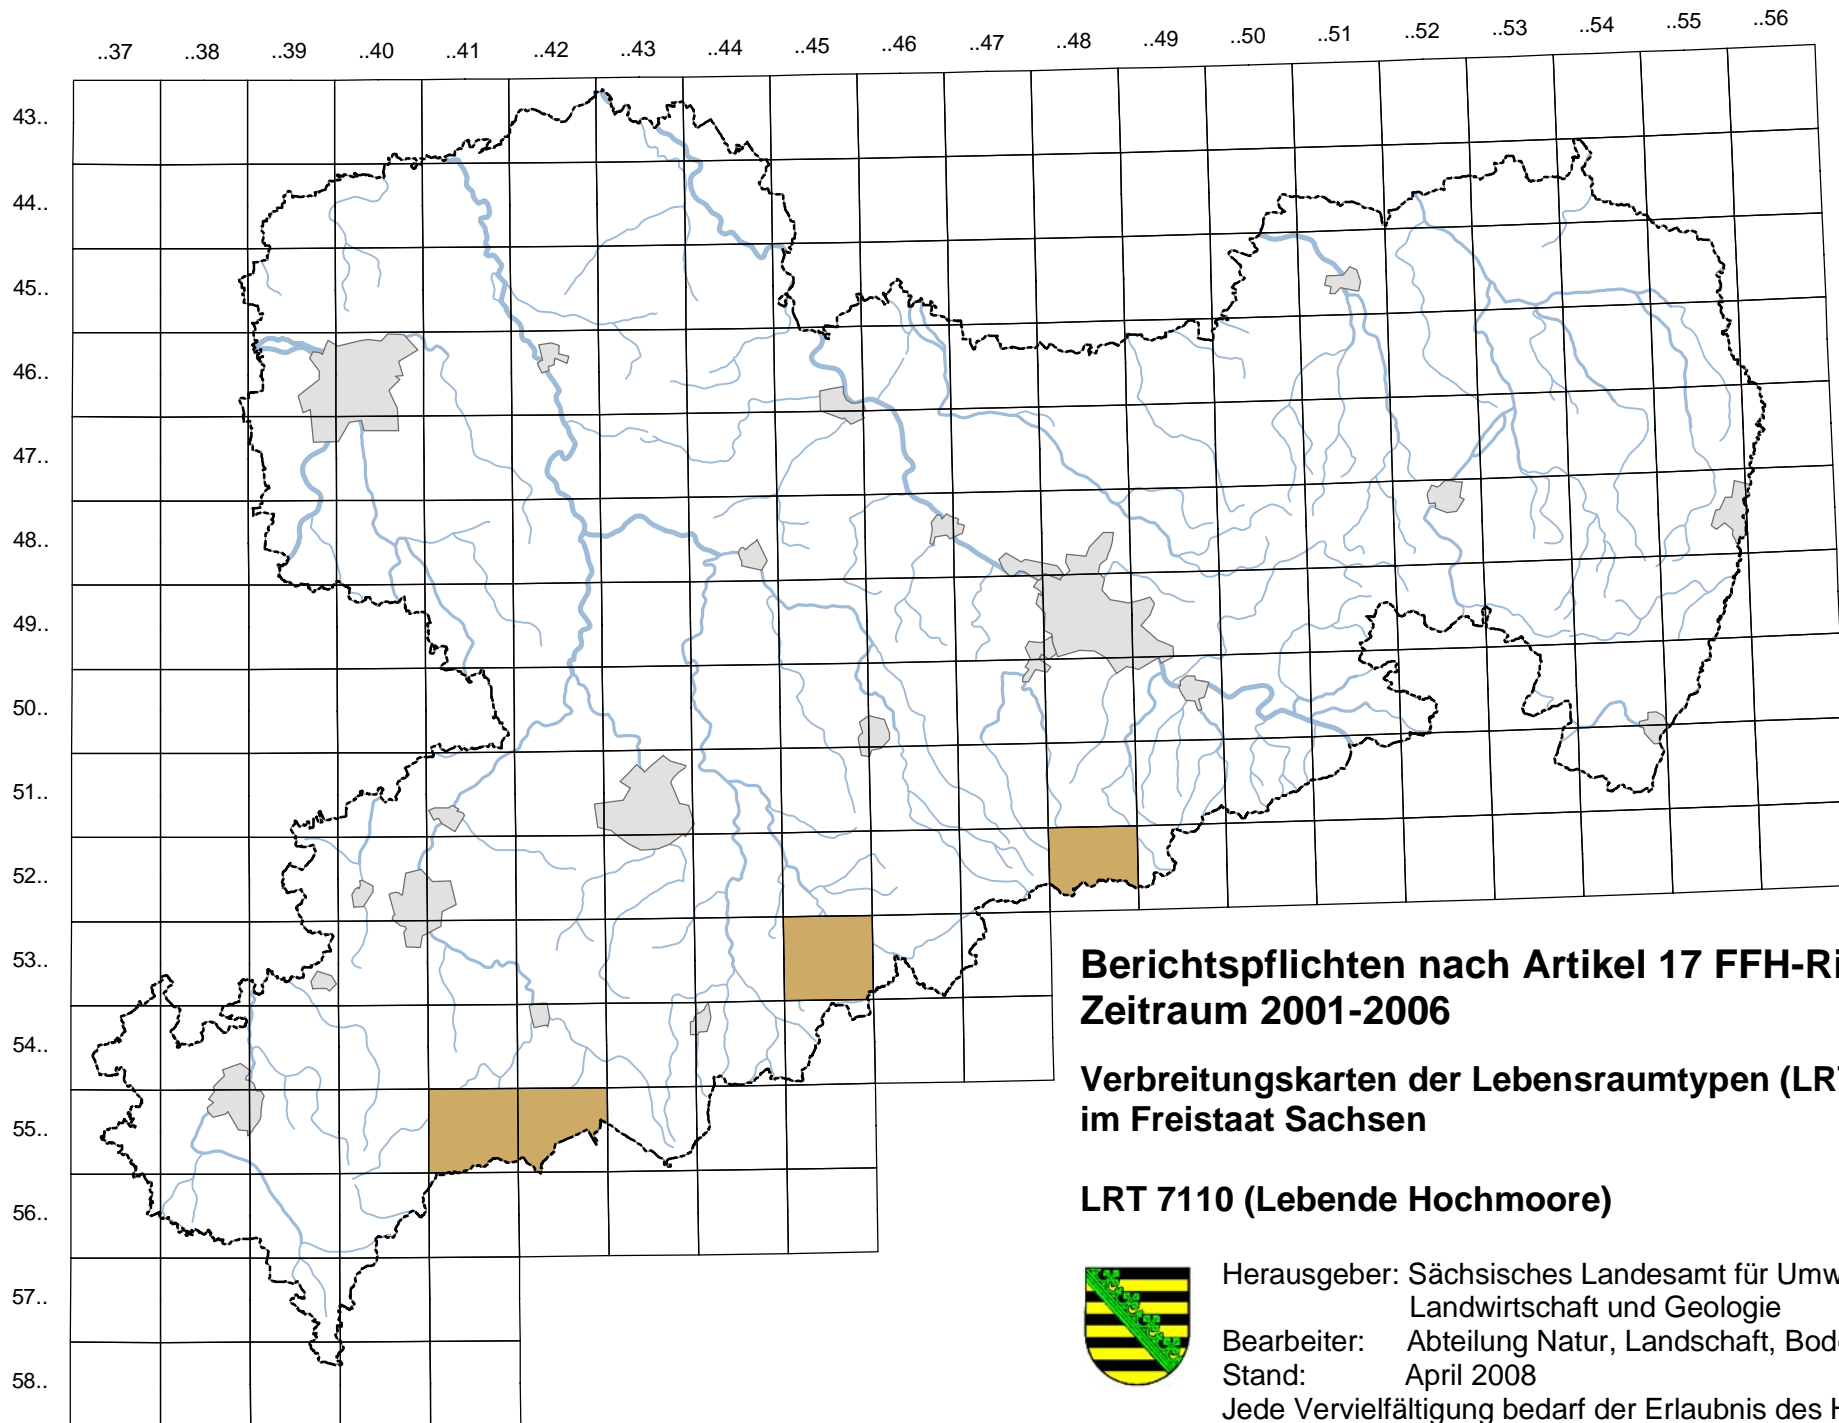 ..37 ..38 ..39 ..40 ..41 ..42 ..43 ..44 ..45 ..46 ..47 ..48 ..49 ..50 ..51 ..52 ..53 ..54 ..55 ..56
43..
44..
45..
46..
47..
48..
49..
50..
51..
52..
53..
54..
55..
56..
57..
58..
Berichtspflichten nach Artikel 17 FFH-Ri
Zeitraum 2001-2006
Verbreitungskarten der Lebensraumtypen (LRT
im Freistaat Sachsen
LRT 7110 (Lebende Hochmoore)
Herausgeber: Sächsisches Landesamt für Umw
Landwirtschaft und Geologie
Bearbeiter: Abteilung Natur, Landschaft, Bod
Stand: April 2008
Jede Vervielfältigung bedarf der Erlaubnis des H